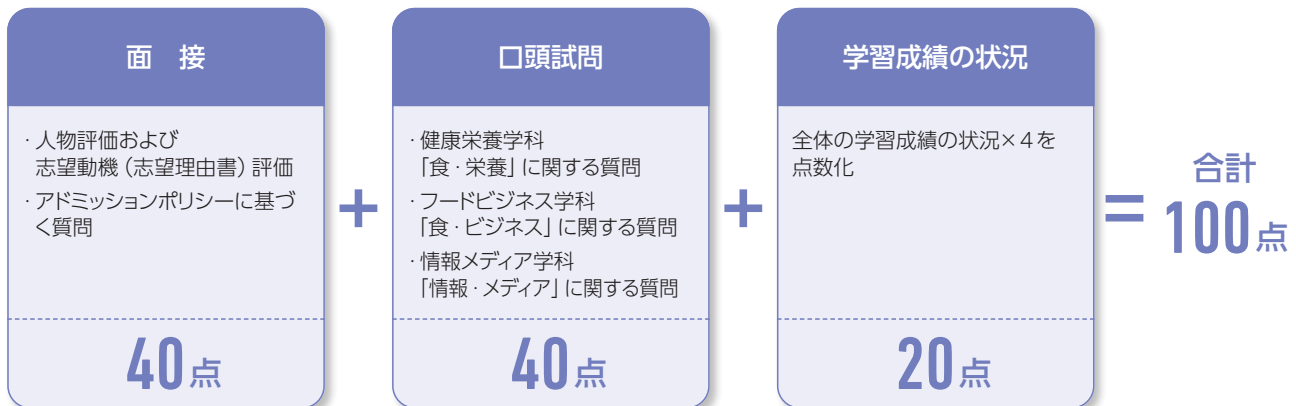 面 接
・人物評価および
志望動機（志望理由書）評価
・アドミッションポリシーに基づ
く質問
40点
+
口頭試問
・健康栄養学科
「食・栄養」に関する質問
・フードビジネス学科
「食・ビジネス」に関する質問
・情報メディア学科
「情報・メディア」に関する質問
40点
+
学習成績の状況
全体の学習成績の状況×４を
点数化
20点
=
合計
100点